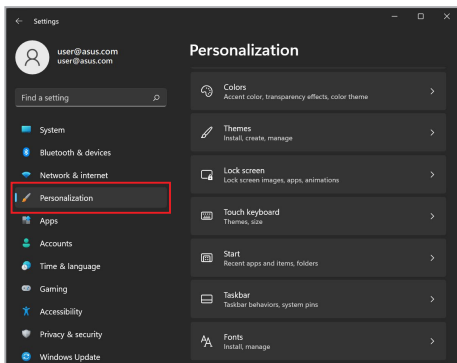 Settings
user@asus.com
user@asus.com
Find a setting
System
Bluetooth & devices
Network & internet
Personalization
Apps
Accounts
Time & language
Gaming
Accessibility
Privacy & security
Windows Update
Personalization
Colors
Accent color, transparency effects, color theme
Themes
Install, create, manage
Lock screen
Lock screen images, apps, animations
Touch keyboard
Themes, size
Start
Recent apps and items, folders
Taskbar
Taskbar behaviors, system pins
Fonts
Install, manage